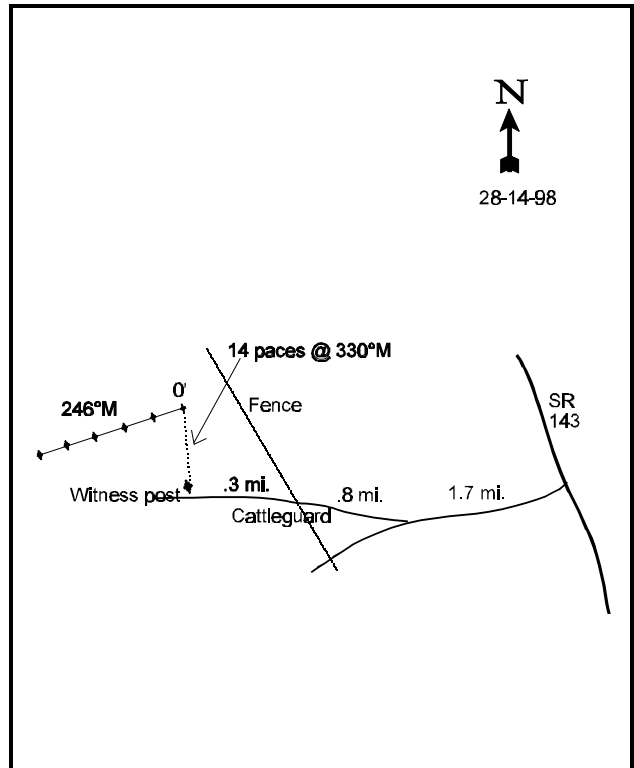 N
28-14-98
14 paces @ 330°M
SR
143
246°M
0'
Fence
Witness post
.3 mi.
.8 mi.
1.7 mi.
Cattleguard